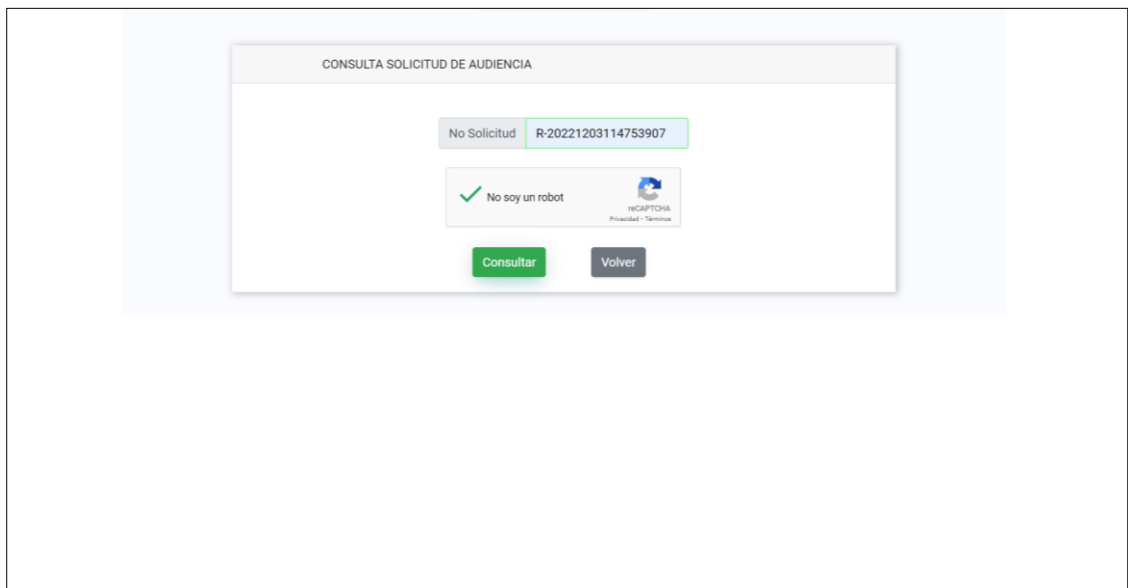 CONSULTA SOLICITUD DE AUDIENCIA
No Solicitud R-20221203114753907
No soy un robot
reCAPTCHA
Privacidad - Términos
Consultar Volver